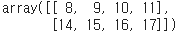 array([[ 8,  9, 10, 11],
       [14, 15, 16, 17]])